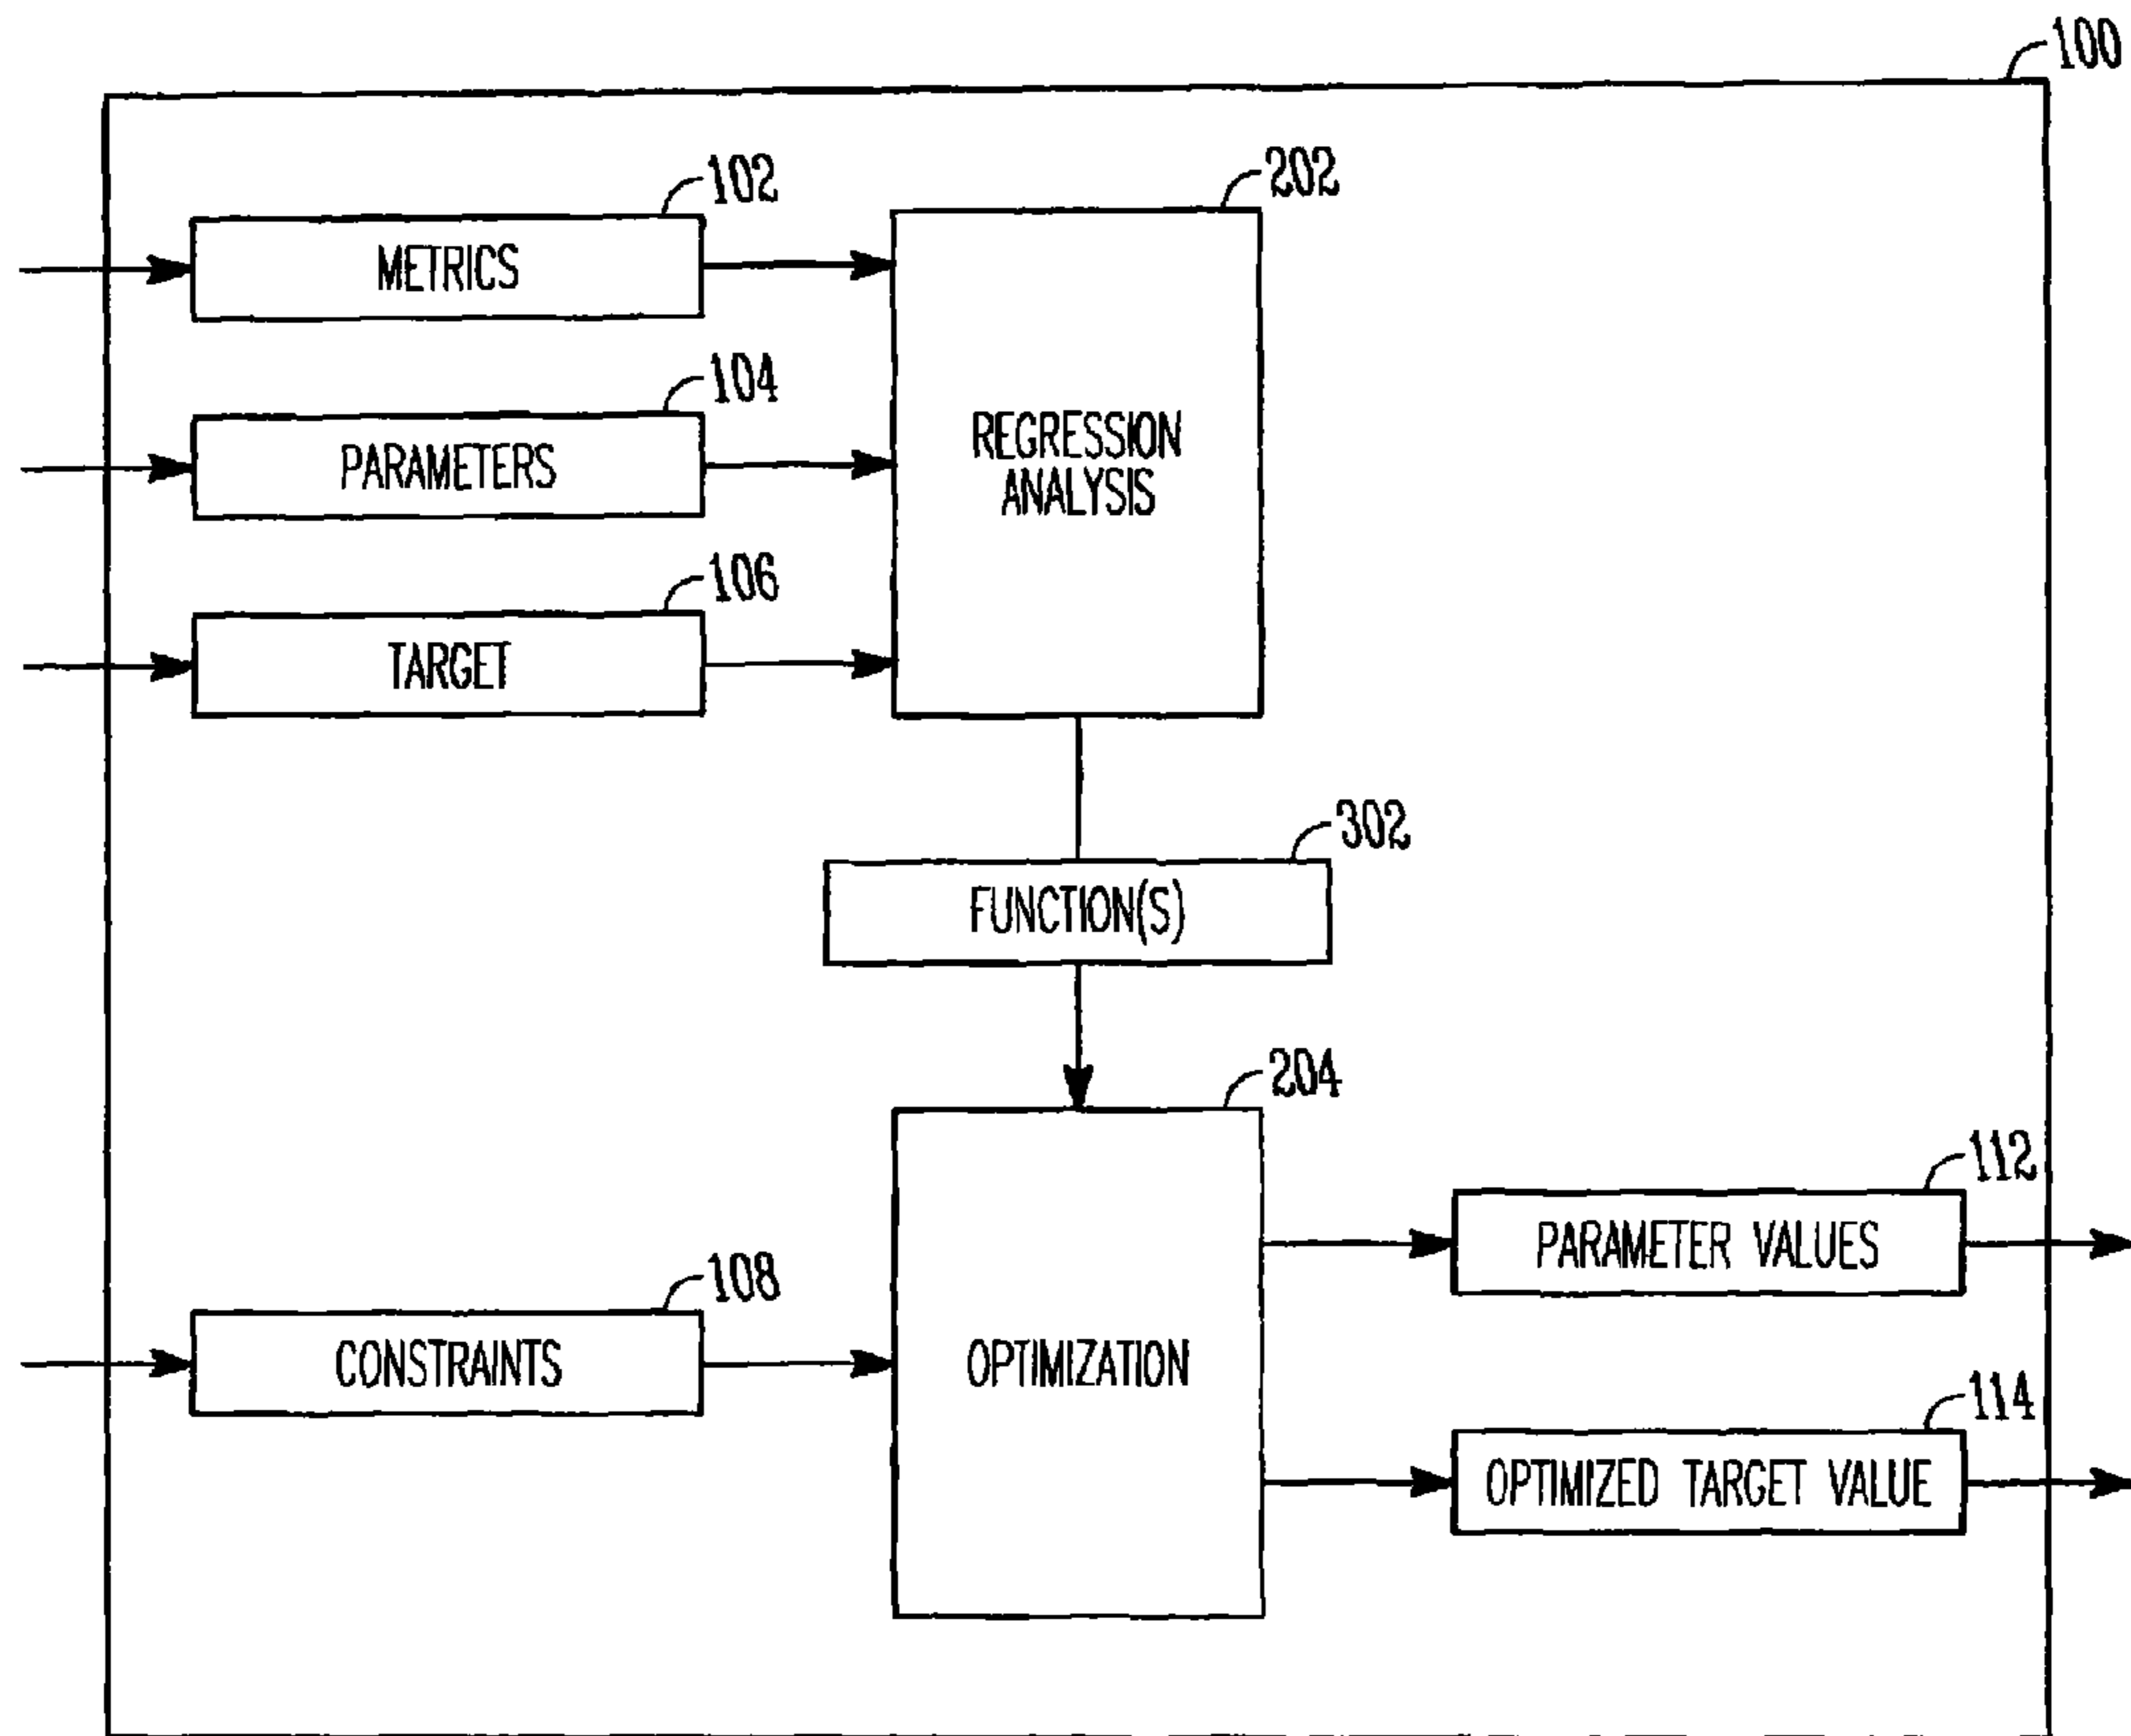 100
102
METRICS
202
104
PARAMETERS
REGRESSION
ANALYSIS
106
TARGET
302
FUNCTION(S)
204
112
PARAMETER VALUES
108
CONSTRAINTS
OPTIMIZATION
114
OPTIMIZED TARGET VALUE